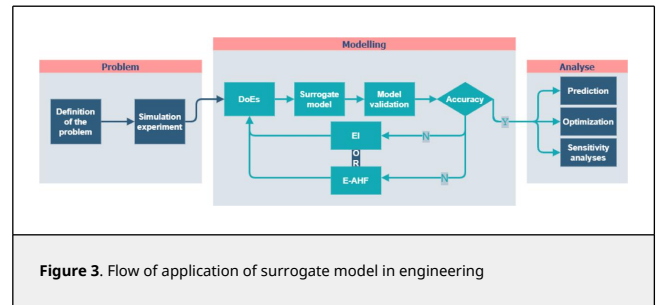 Modelling
Problem
Analyse
Definition
of the
problem
Simulation
experiment
DoEs
Surrogate
model
Model
validation
Accuracy
Prediction
Optimization
Sensitivity
analyses
Y
EI
N
OR
E-AHF
N
Figure 3. Flow of application of surrogate model in engineering